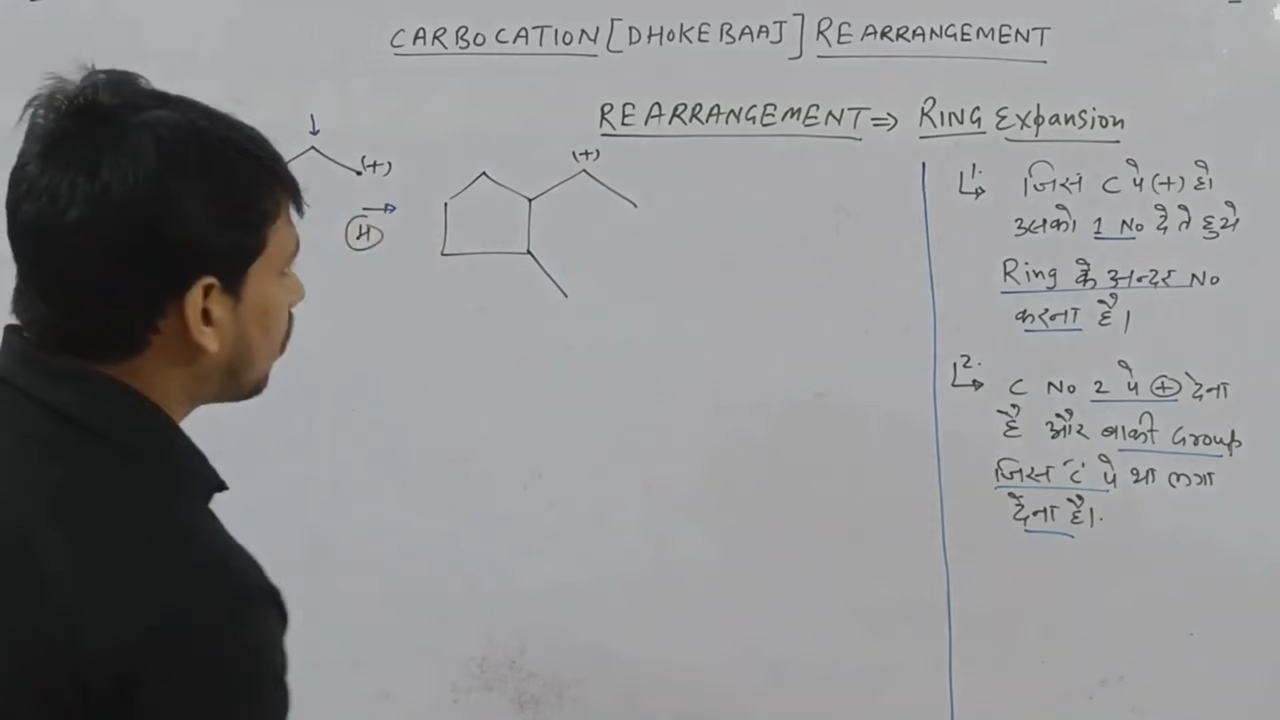 CARBOCATION [DHOKEBAAJ] REARRANGEMENT
REARRANGEMENT ⇒ RING Expansion
(+)
H
(+)
1. जिस C पे (+) हो
उसको 1 No देते हुये
Ring के अन्दर No
करना है।
2. C No 2 पे ⊕ देना
है और बाकी Group
जिस C पे था लगा
देना है।